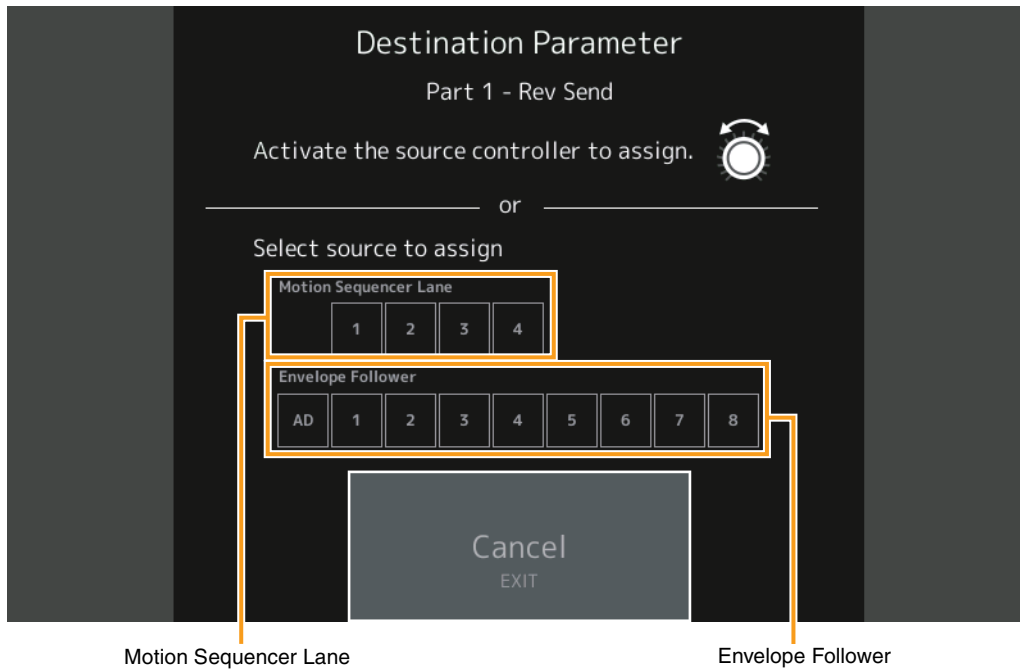 Destination Parameter
Part 1 - Rev Send
Activate the source controller to assign.
or
Select source to assign
Motion Sequencer Lane
1 2 3 4
Envelope Follower
AD 1 2 3 4 5 6 7 8
Cancel
EXIT
Motion Sequencer Lane Envelope Follower